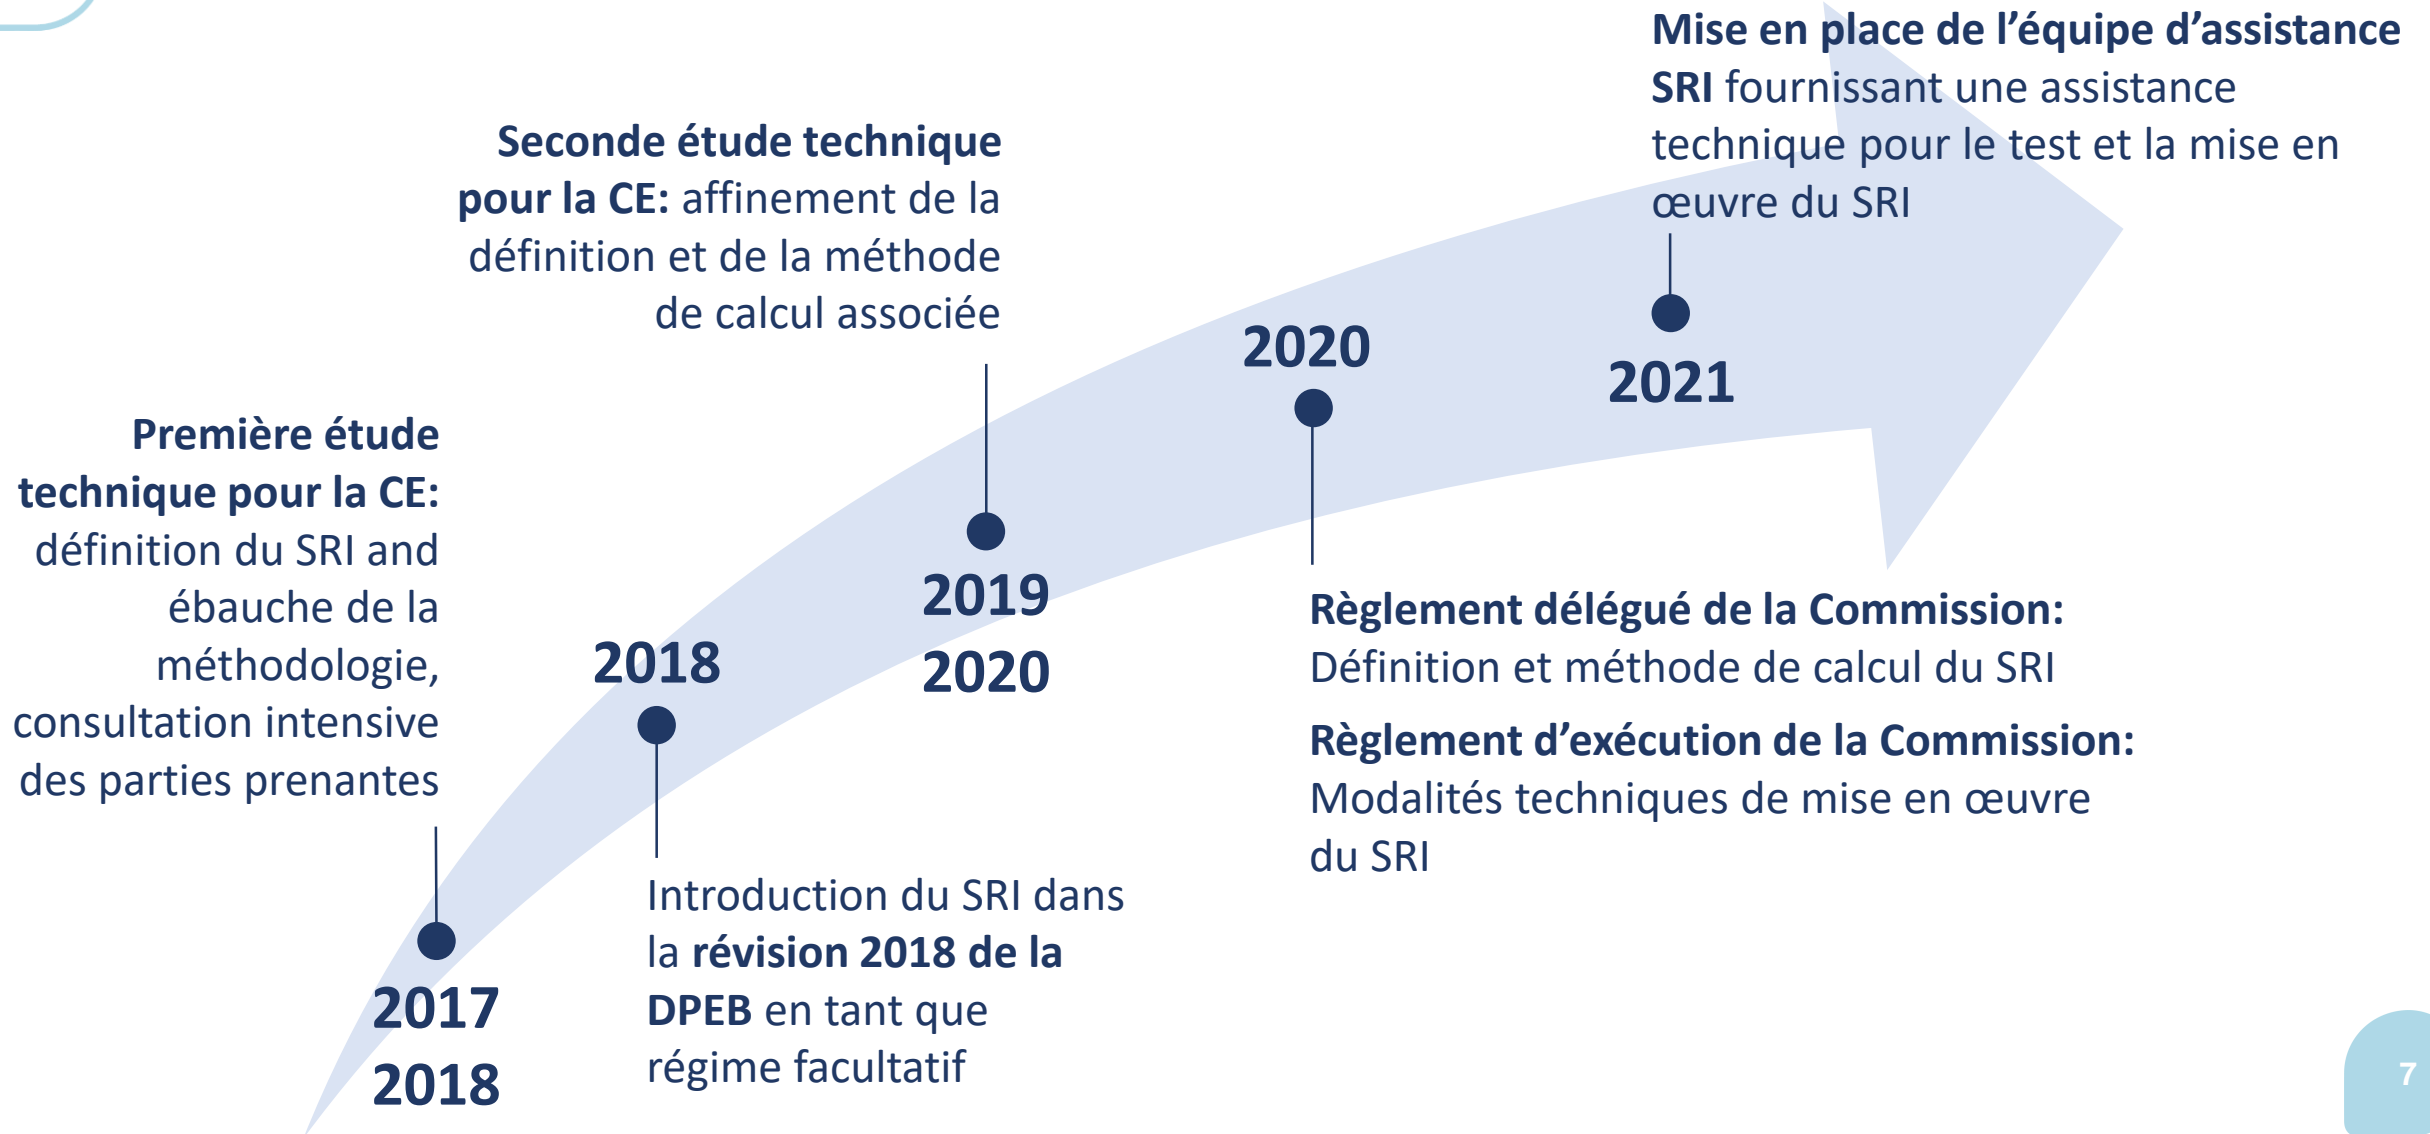 Première étude
technique pour la CE:
définition du SRI and
ébauche de la
méthodologie,
consultation intensive
des parties prenantes
2017
2018
2018
Introduction du SRI dans
la révision 2018 de la
DPEB en tant que
régime facultatif
Seconde étude technique
pour la CE: affinement de la
définition et de la méthode
de calcul associée
2019
2020
2020
Règlement délégué de la Commission:
Définition et méthode de calcul du SRI
Règlement d’exécution de la Commission:
Modalités techniques de mise en œuvre
du SRI
Mise en place de l’équipe d’assistance
SRI fournissant une assistance
technique pour le test et la mise en
œuvre du SRI
2021
7